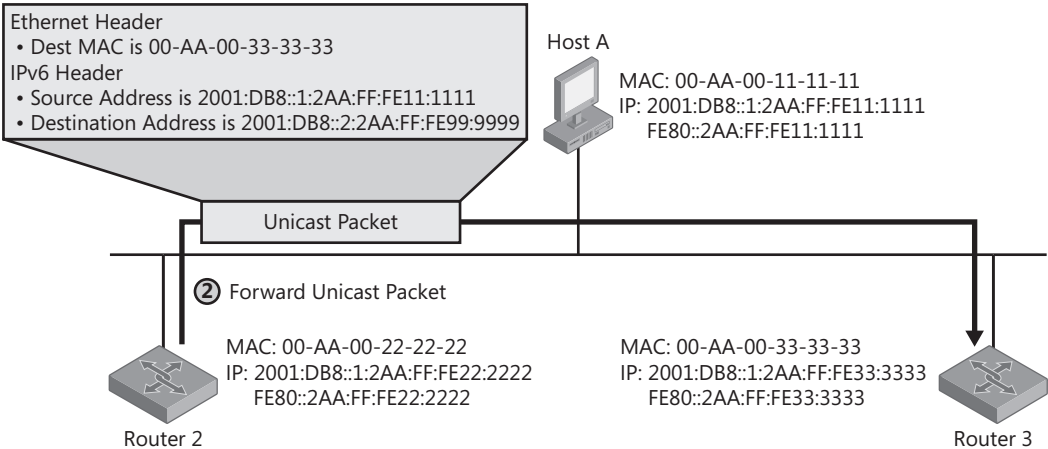 Ethernet Header
• Dest MAC is 00-AA-00-33-33-33
IPv6 Header
• Source Address is 2001:DB8::1:2AA:FF:FE11:1111
• Destination Address is 2001:DB8::2:2AA:FF:FE99:9999
Host A
MAC: 00-AA-00-11-11-11
IP: 2001:DB8::1:2AA:FF:FE11:1111
FE80::2AA:FF:FE11:1111
Unicast Packet
2 Forward Unicast Packet
MAC: 00-AA-00-22-22-22
IP: 2001:DB8::1:2AA:FF:FE22:2222
FE80::2AA:FF:FE22:2222
Router 2
MAC: 00-AA-00-33-33-33
IP: 2001:DB8::1:2AA:FF:FE33:3333
FE80::2AA:FF:FE33:3333
Router 3